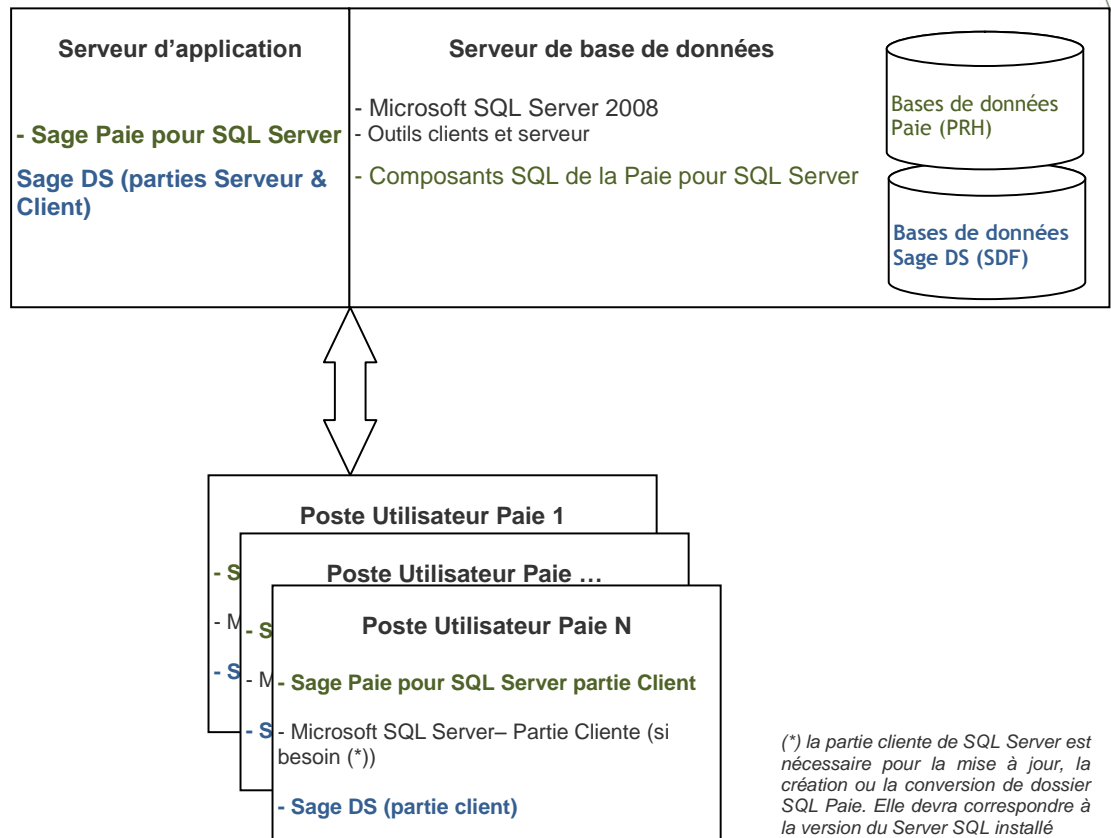 Serveur d'application
- Sage Paie pour SQL Server
Sage DS (parties Serveur &
Client)
Serveur de base de données
- Microsoft SQL Server 2008
- Outils clients et serveur
- Composants SQL de la Paie pour SQL Server
Bases de données
Paie (PRH)
Bases de données
Sage DS (SDF)
Poste Utilisateur Paie 1
- S
- M
- S
Poste Utilisateur Paie …
- S
- M
- S
Poste Utilisateur Paie N
- Sage Paie pour SQL Server partie Client
- Microsoft SQL Server– Partie Cliente (si
besoin (*))
- Sage DS (partie client)
(*) la partie cliente de SQL Server est
nécessaire pour la mise à jour, la
création ou la conversion de dossier
SQL Paie. Elle devra correspondre à
la version du Server SQL installé